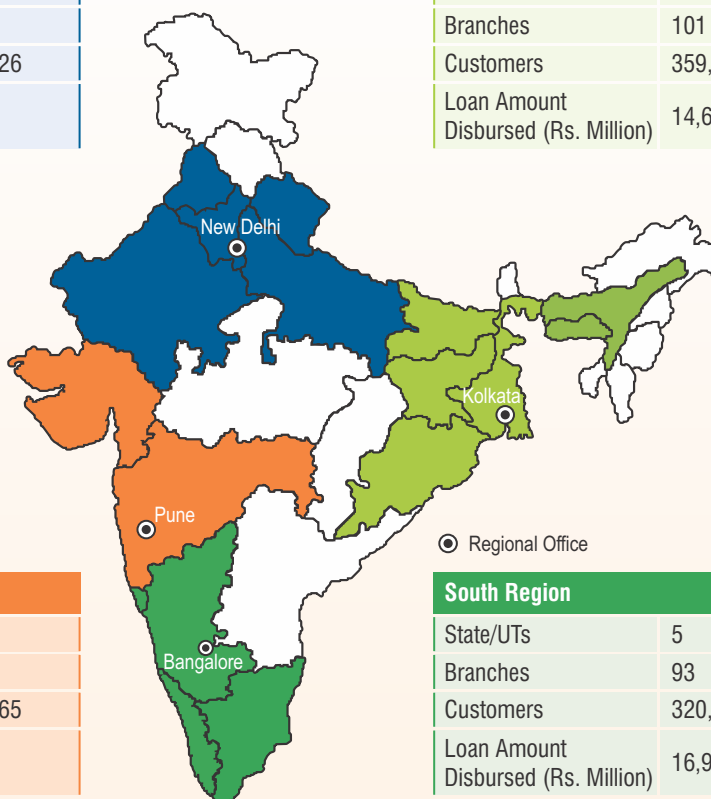 Branches 101
26
Customers 359,
Loan Amount
Disbursed (Rs. Million) 14,6
New Delhi
Kolkata
Pune
Regional Office
South Region
State/UTs 5
Branches 93
Bangalore
65
Customers 320,
Loan Amount
Disbursed (Rs. Million) 16,9